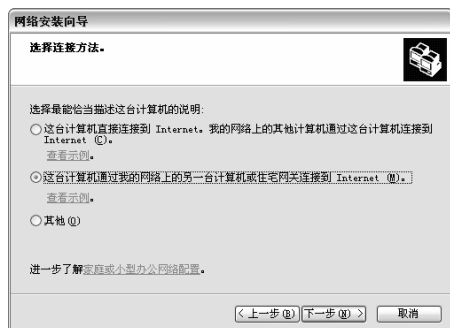 网络安装向导
选择连接方法。
选择最能恰当描述这台计算机的说明:
这台计算机直接连接到 Internet。我的网络上的其他计算机通过这台计算机连接到
Internet (C)。
查看示例。
这台计算机通过我的网络上的另一台计算机或住宅网关连接到 Internet (M)。
查看示例。
其他(O)
进一步了解家庭或小型办公网络配置。
< 上一步(B) 下一步(N) > 取消